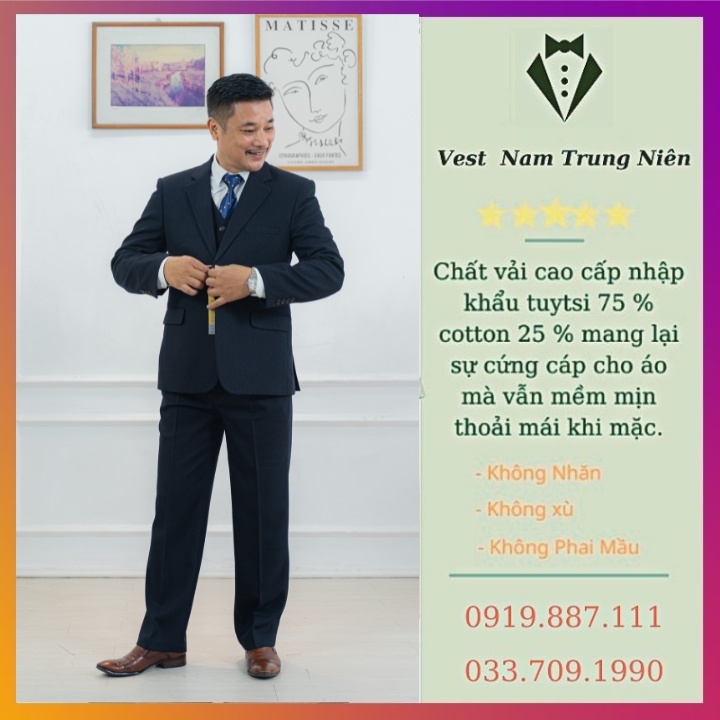 MATISSE
Vest Nam Trung Niên
Chất vải cao cấp nhập
khẩu tuytsi 75 %
cotton 25 % mang lại
sự cứng cáp cho áo
mà vẫn mềm mịn
thoải mái khi mặc.
- Không Nhăn
- Không xù
- Không Phai Mầu
0919.887.111
033.709.1990